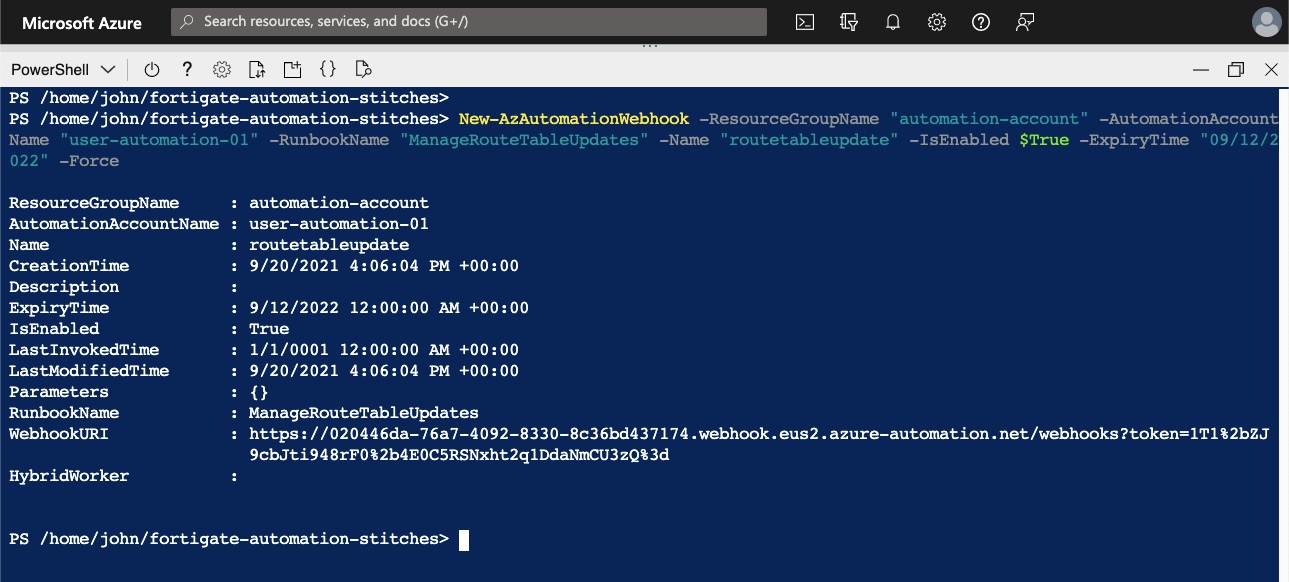 Microsoft Azure
Search resources, services, and docs (G+/)
PowerShell
PS /home/john/fortigate-automation-stitches>
PS /home/john/fortigate-automation-stitches> New-AzAutomationWebhook -ResourceGroupName "automation-account" -AutomationAccount
Name "user-automation-01" -RunbookName "ManageRouteTableUpdates" -Name "routetableupdate" -IsEnabled $True -ExpiryTime "09/12/2
022" -Force
ResourceGroupName : automation-account
AutomationAccountName : user-automation-01
Name : routetableupdate
CreationTime : 9/20/2021 4:06:04 PM +00:00
Description :
ExpiryTime : 9/12/2022 12:00:00 AM +00:00
IsEnabled : True
LastInvokedTime : 1/1/0001 12:00:00 AM +00:00
LastModifiedTime : 9/20/2021 4:06:04 PM +00:00
Parameters : {}
RunbookName : ManageRouteTableUpdates
WebhookURI : https://020446da-76a7-4092-8330-8c36bd437174.webhook.eus2.azure-automation.net/webhooks?token=1T1%2bZJ
9cbJti948rF0%2b4E0C5RSNxht2q1DdaNmCU3zQ%3d
HybridWorker :
PS /home/john/fortigate-automation-stitches>